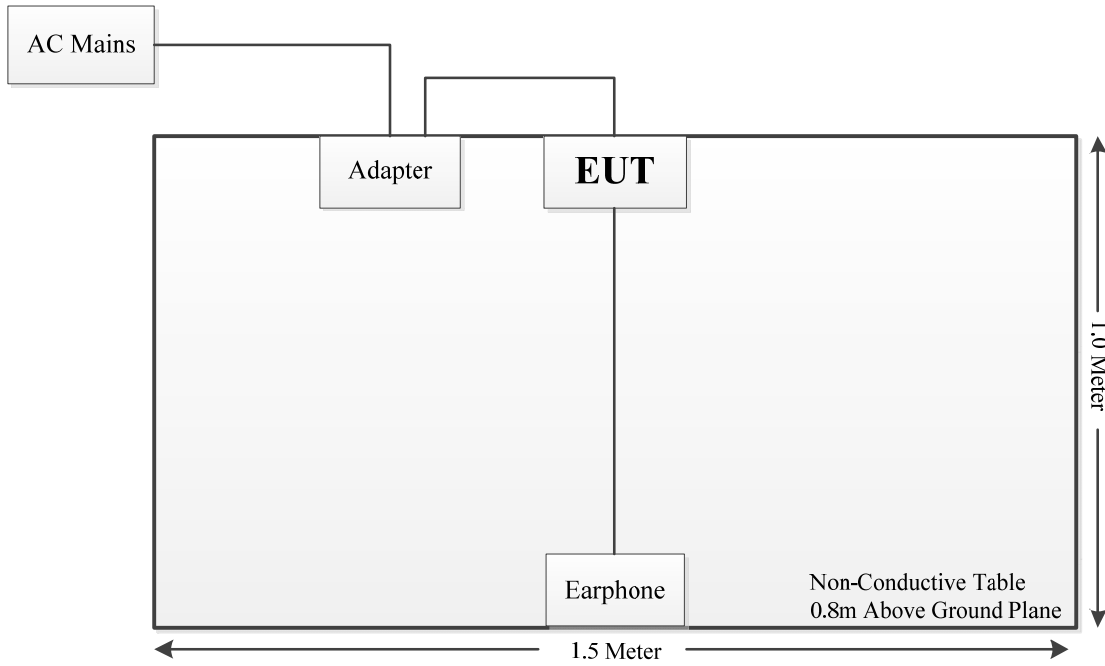 AC Mains
Adapter
EUT
1.0 Meter
Earphone
Non-Conductive Table
0.8m Above Ground Plane
1.5 Meter